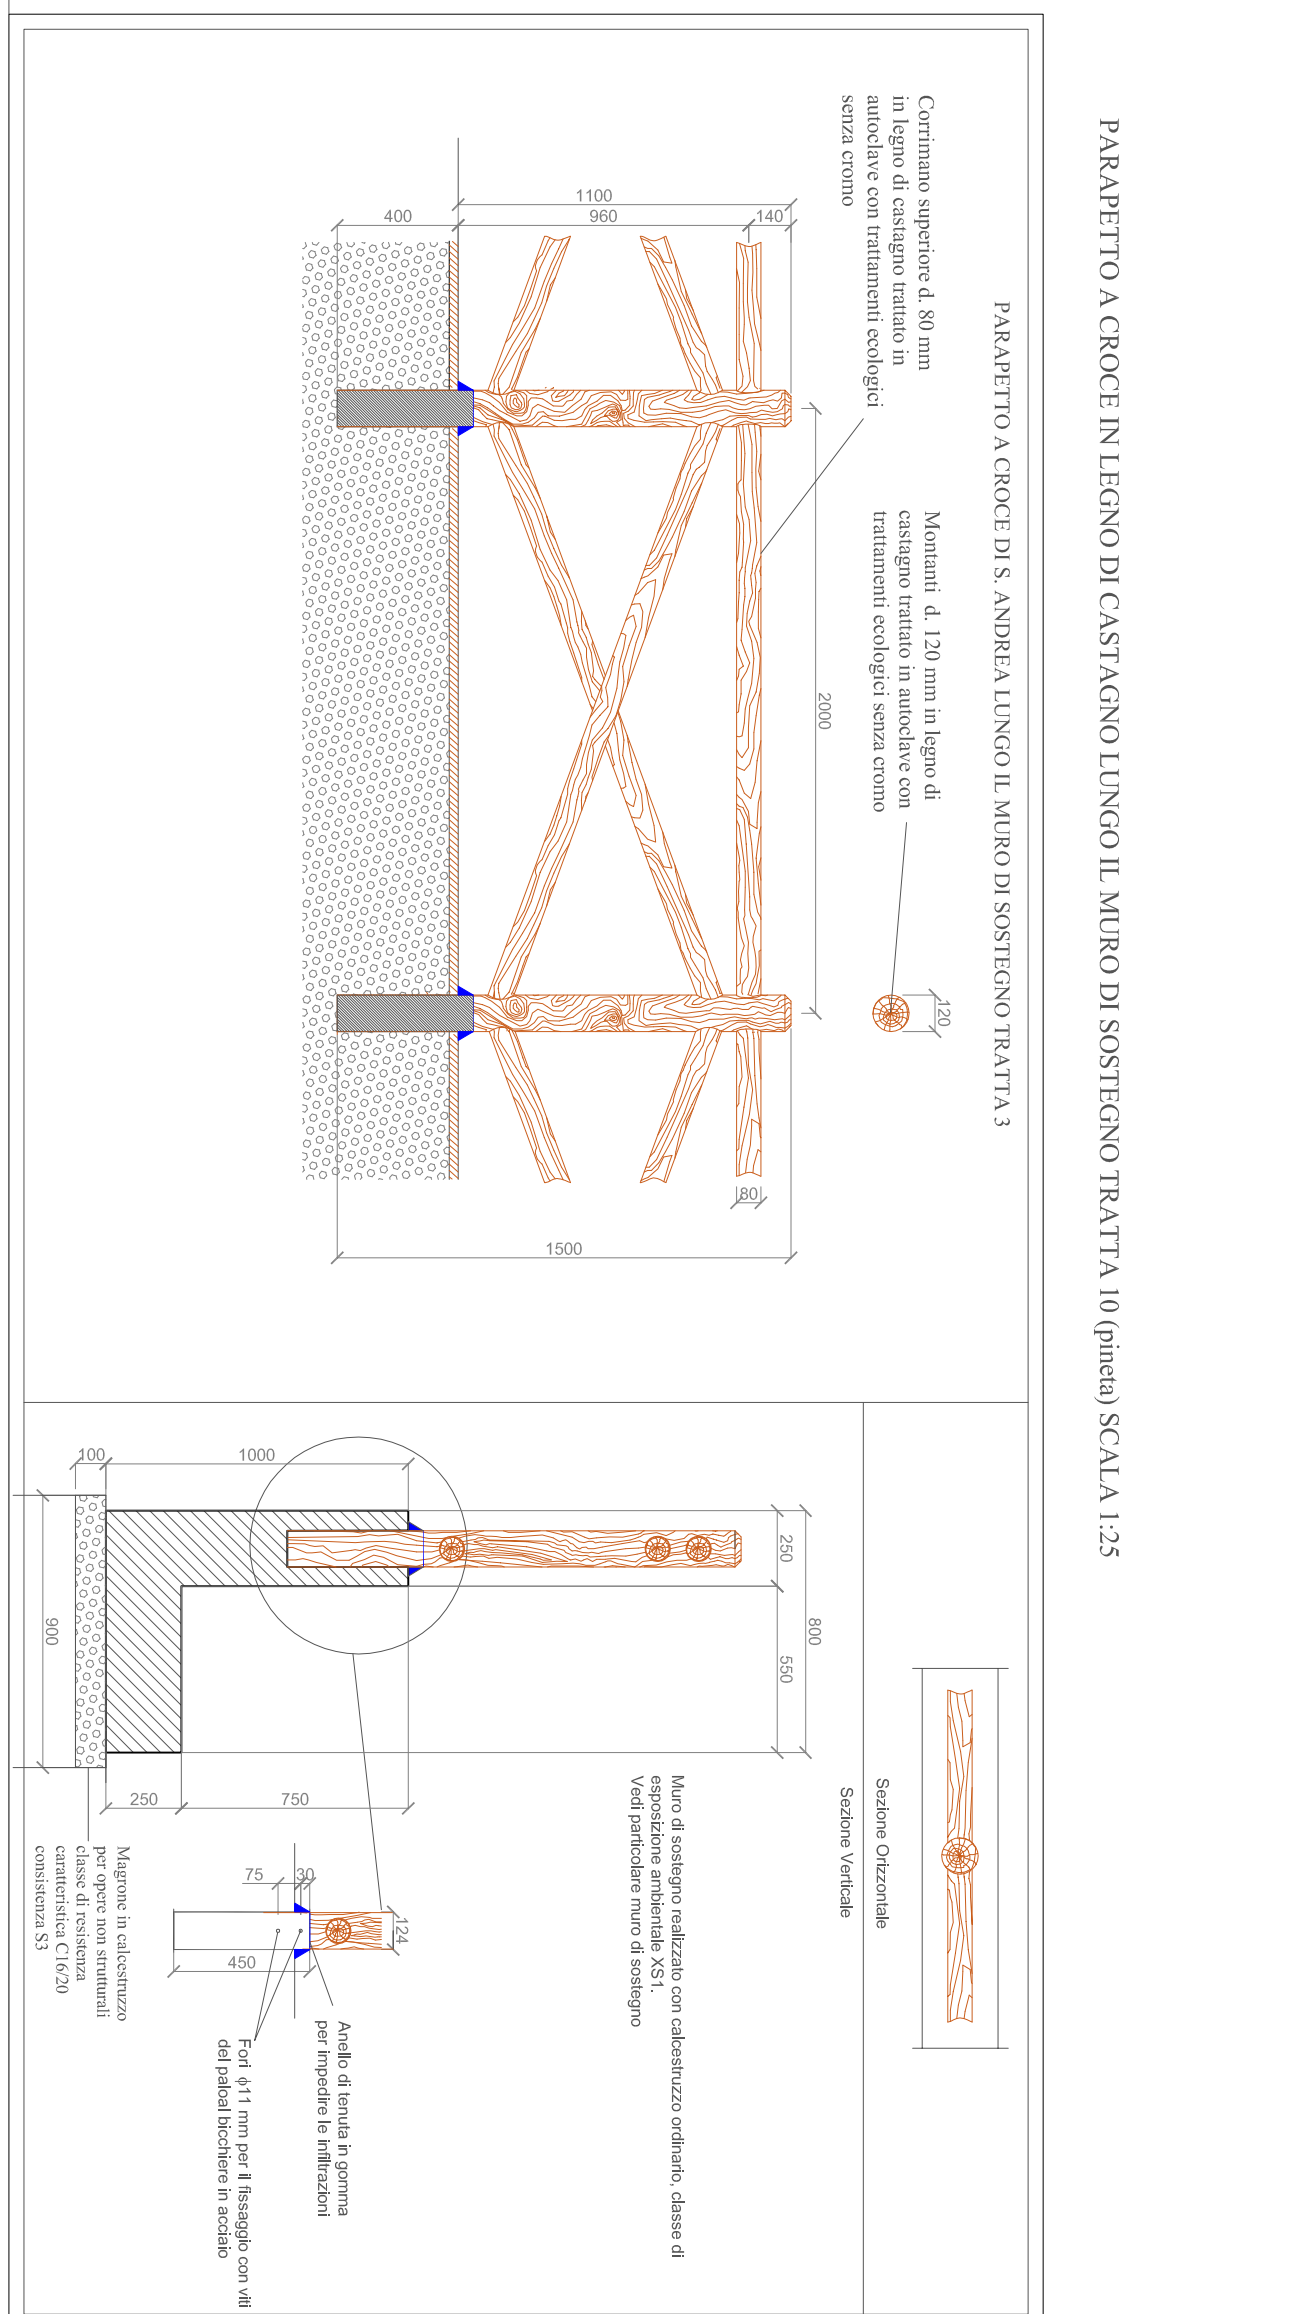 PARAPETTO A CROCE IN LEGNO DI CASTAGNO LUNGO IL MURO DI SOSTEGNO TRATTA 10 (pineta) SCALA 1:25
PARAPETTO A CROCE DI S. ANDREA LUNGO IL MURO DI SOSTEGNO TRATTA 3
Corrimano superiore d. 80 mm
in legno di castagno trattato in
autoclave con trattamenti ecologici
senza cromo
Montanti d. 120 mm in legno di
castagno trattato in autoclave con
trattamenti ecologici senza cromo
120
2000
1100
140
960
400
80
1500
Sezione Orizzontale
Sezione Verticale
800
250
550
1000
100
900
250
750
Muro di sostegno realizzato con calcestruzzo ordinario, classe di
esposizione ambientale XS1.
Vedi particolare muro di sostegno
124
30
75
450
Anello di tenuta in gomma
per impedire le infiltrazioni
Fori ϕ11 mm per il fissaggio con viti
del paloal bicchiere in acciaio
Magrone in calcestruzzo
per opere non strutturali
classe di resistenza
caratteristica C16/20
consistenza S3